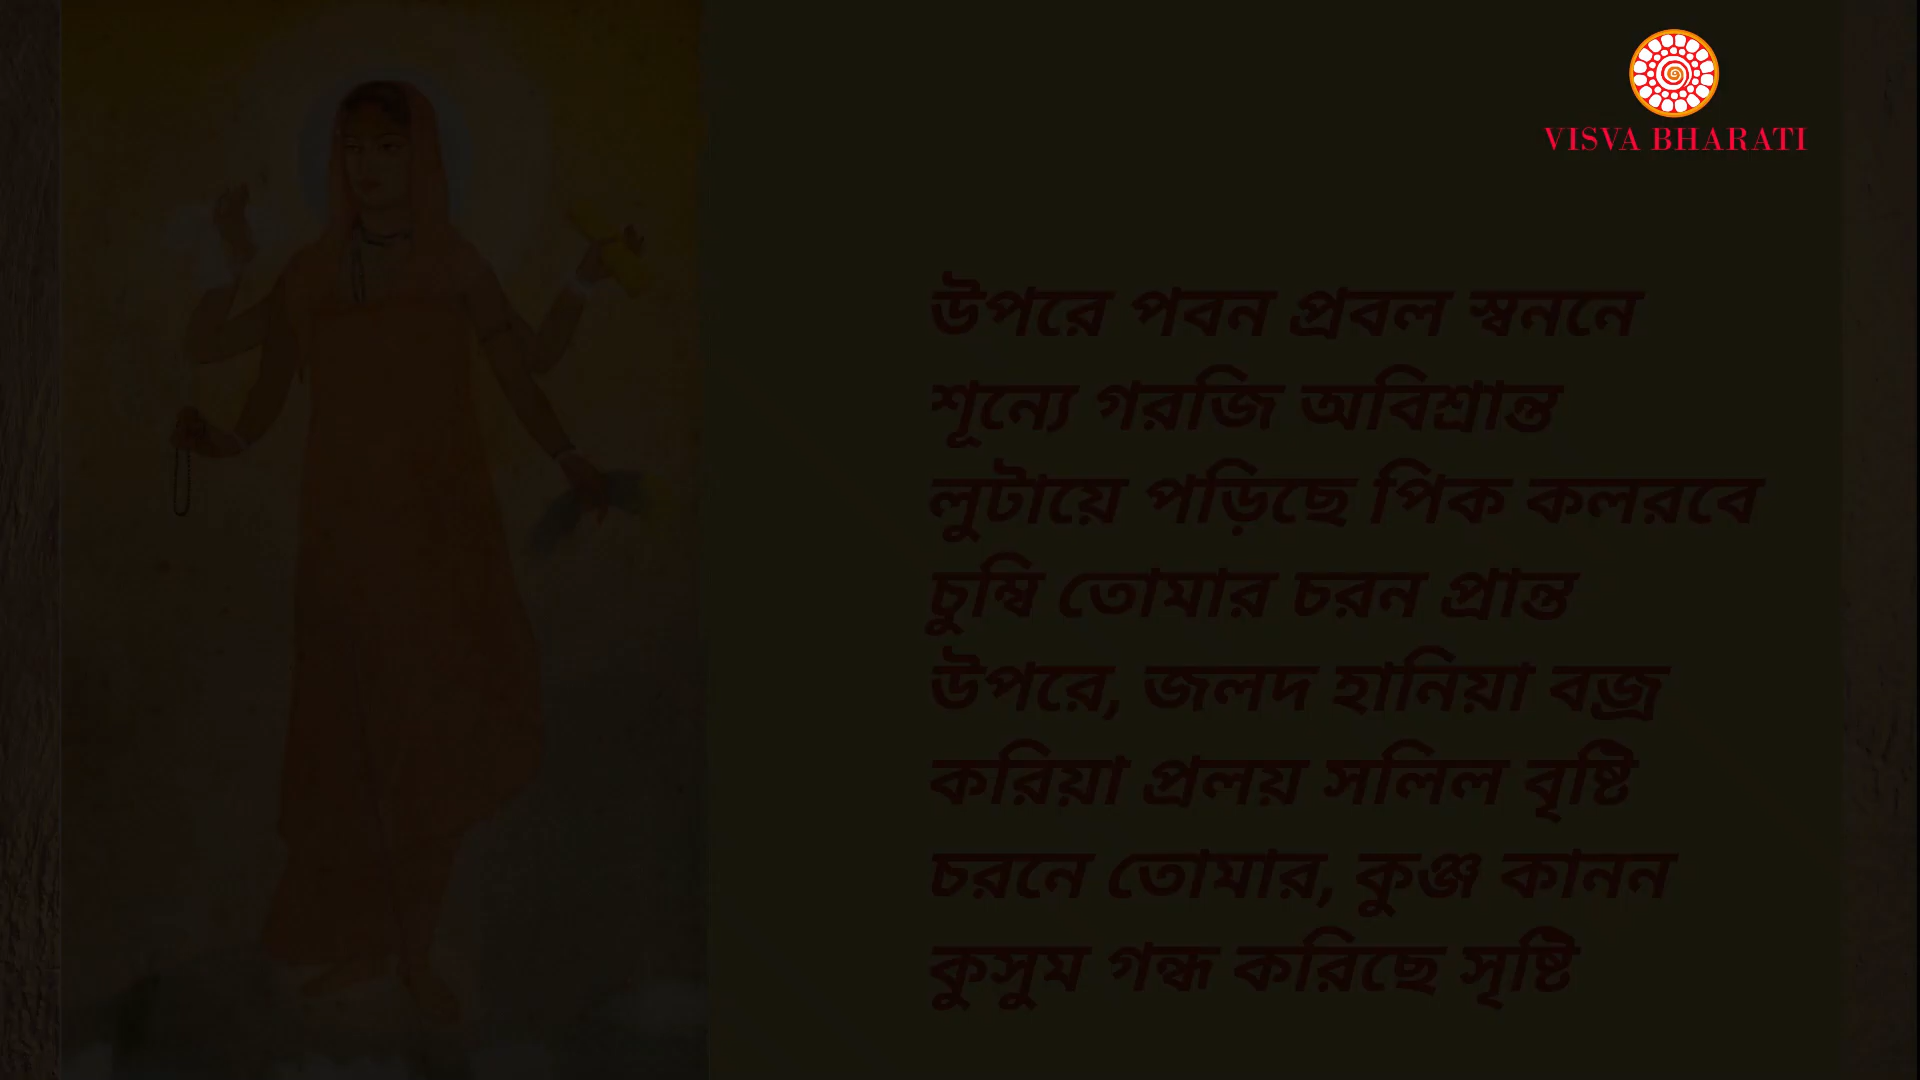 VISVA BHARATI
উপরে পবন প্রবল স্বননে
শূন্যে গরজি অবিশ্রান্ত
লুটায়ে পড়িছে পিক কলরবে
চুম্বি তোমার চরন প্রান্ত
উপরে, জলদ হানিয়া বজ্র
করিয়া প্রলয় সলিল বৃষ্টি
চরনে তোমার, কুঞ্জ কানন
কুসুম গন্ধ করিছে সৃষ্টি